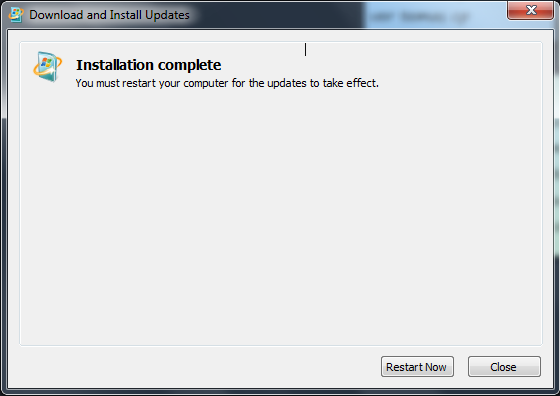 Download and Install Updates
Installation complete
You must restart your computer for the updates to take effect.
Restart Now
Close